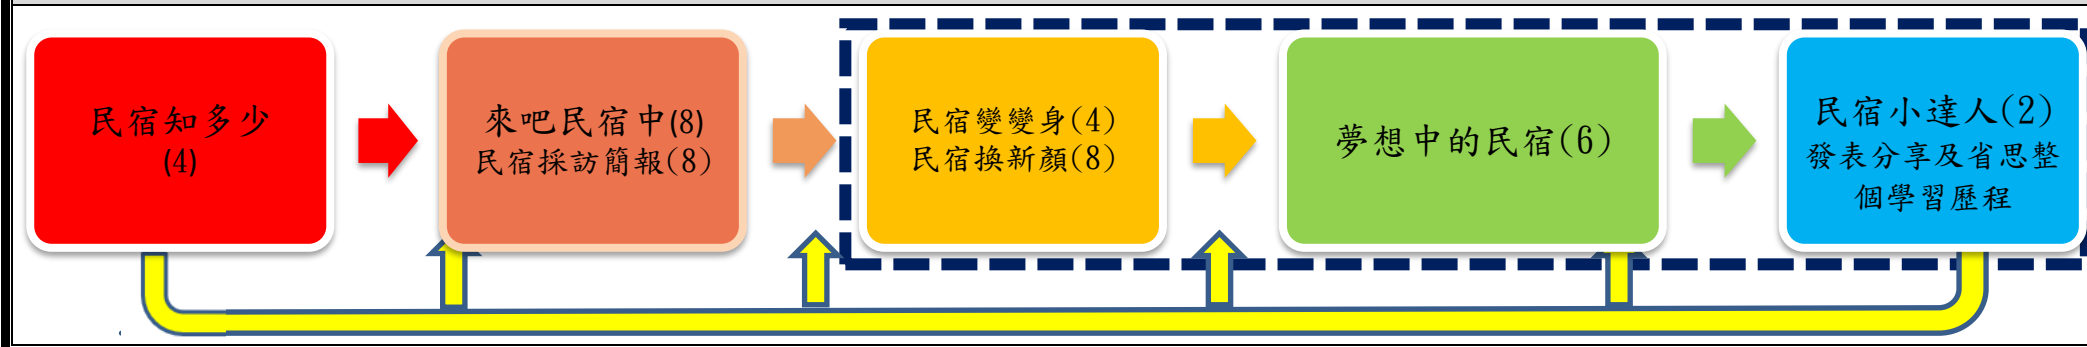 民宿知多少
(4)
來吧民宿中(8)
民宿採訪簡報(8)
民宿變變身(4)
民宿換新顏(8)
夢想中的民宿(6)
民宿小達人(2)
發表分享及省思整
個學習歷程